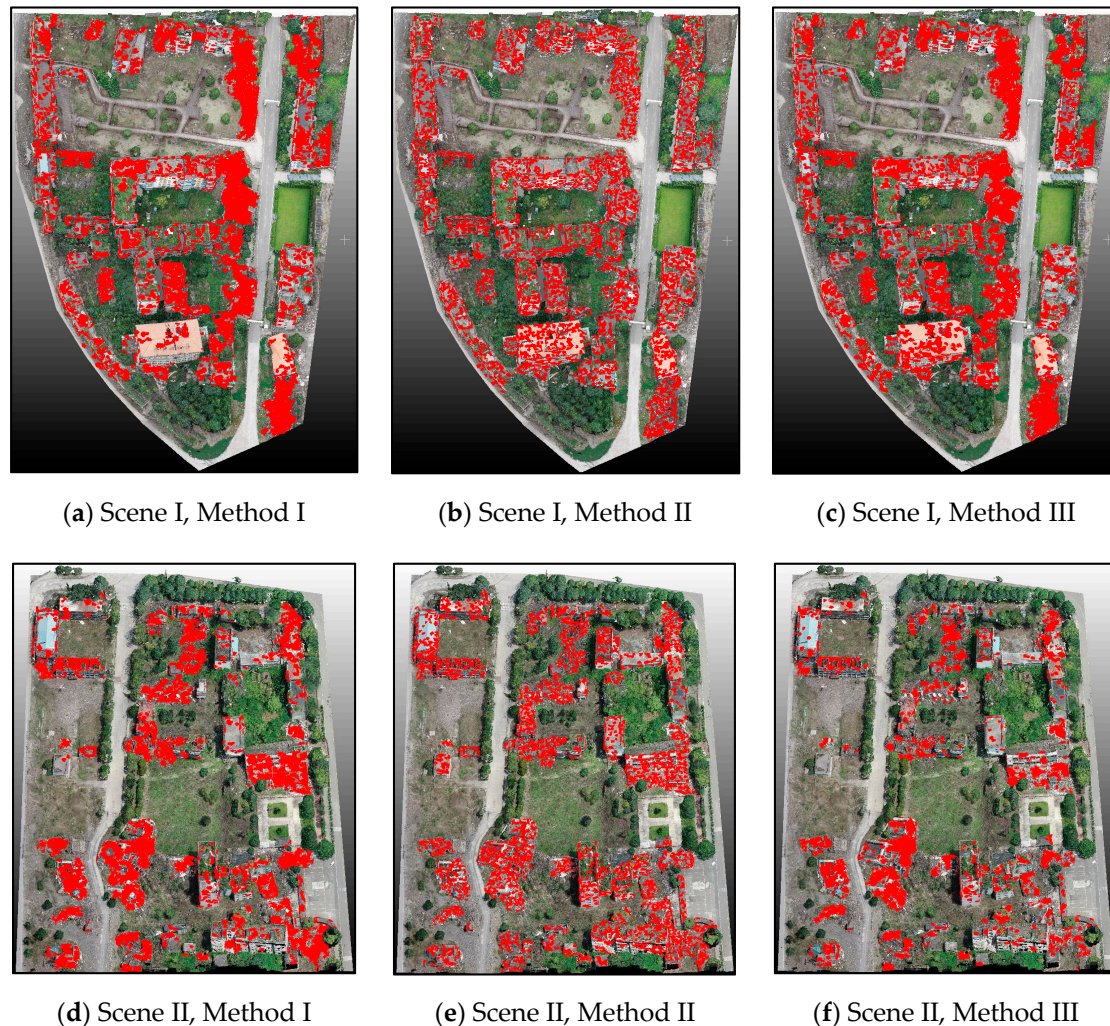 (a) Scene I, Method I
(b) Scene I, Method II
(c) Scene I, Method III
(d) Scene II, Method I
(e) Scene II, Method II
(f) Scene II, Method III